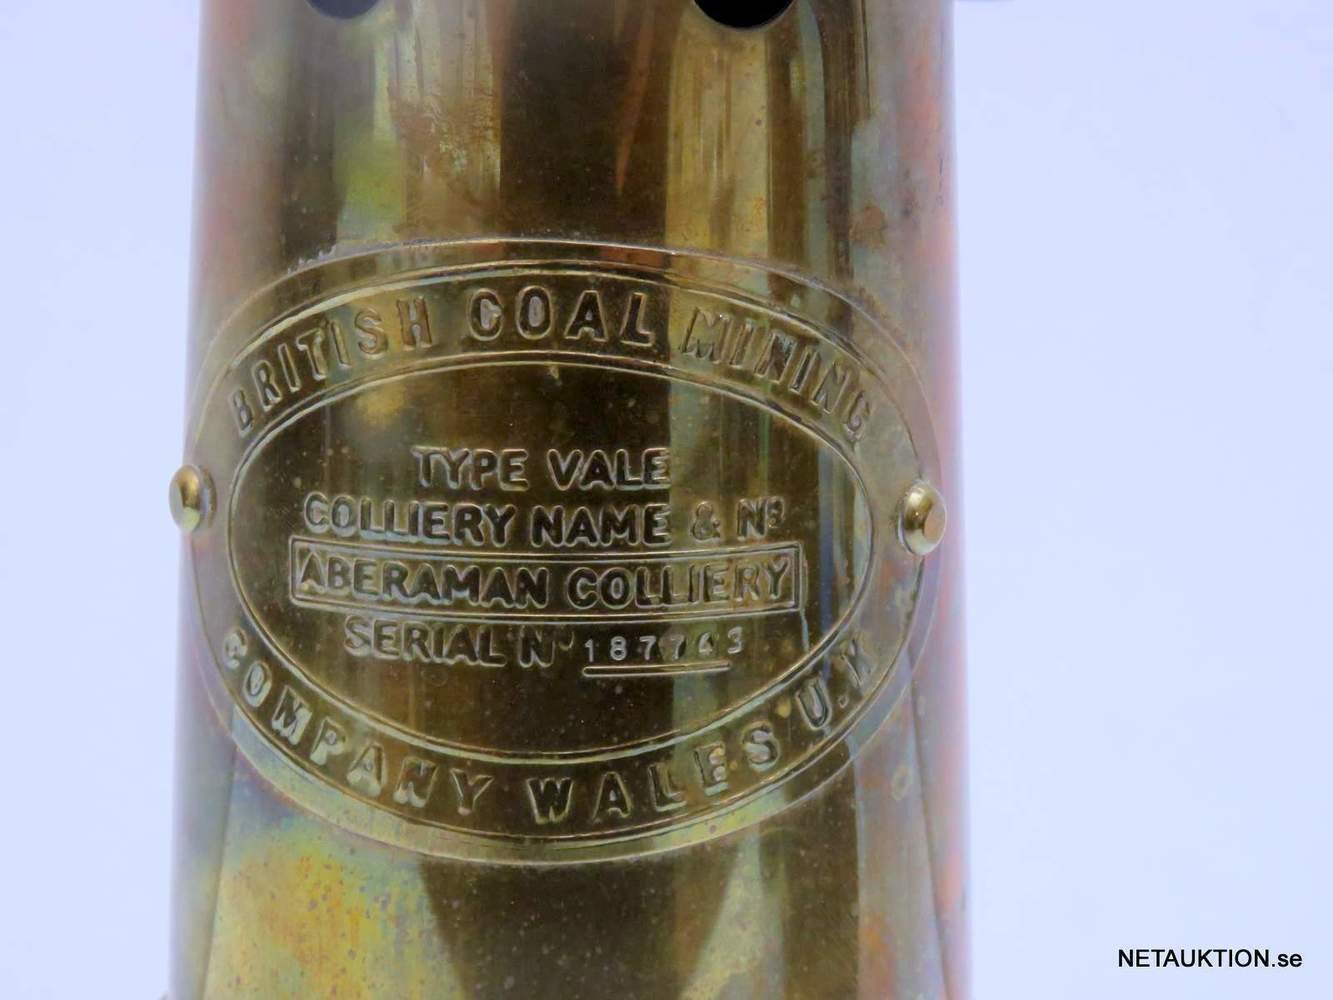 BRITISH COAL MINING
TYPE VALE
COLLIERY NAME & Nº
ABERAMAN COLLIERY
SERIAL Nº 187743
COMPANY WALES U.K
NETAUKTION.se